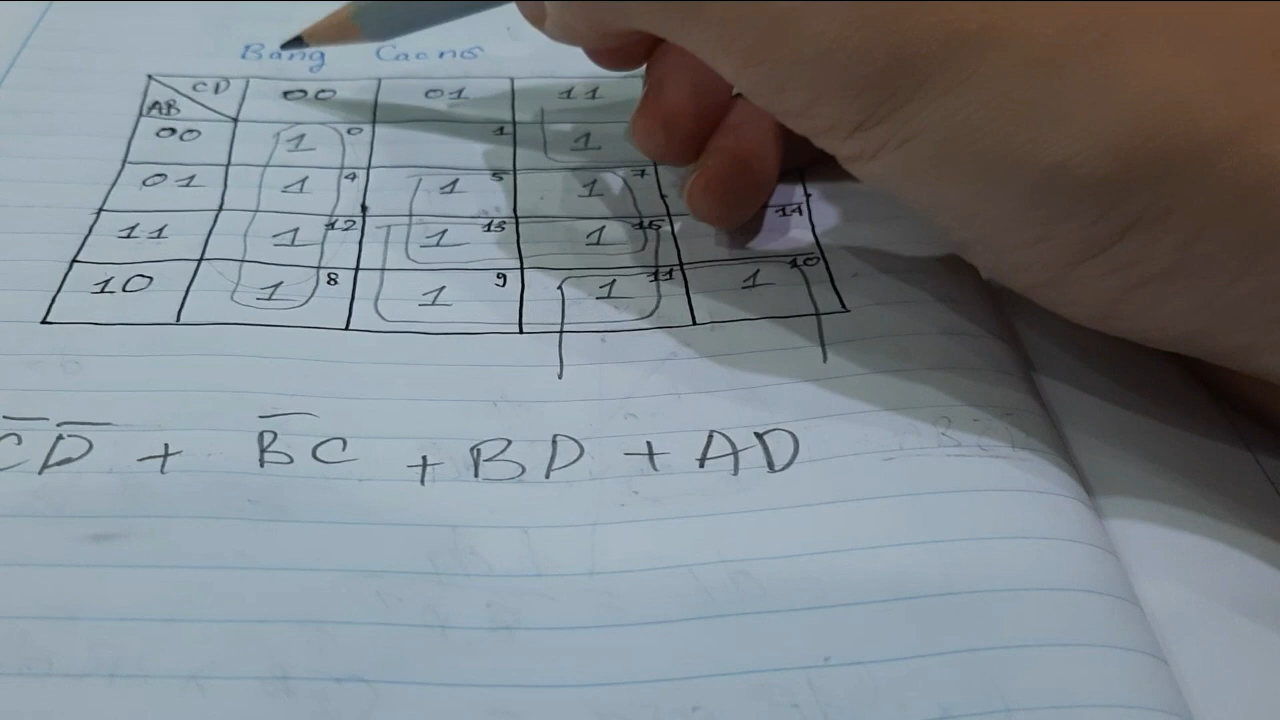 Bảng Cacno
CD 00 01 11
AB
00 1 0 1 1
01 1 4 1 5 1 7
11 1 12 1 13 1 15 14
10 1 8 1 9 1 11 1 10
C̅D̅ + B̅C + BD + AD